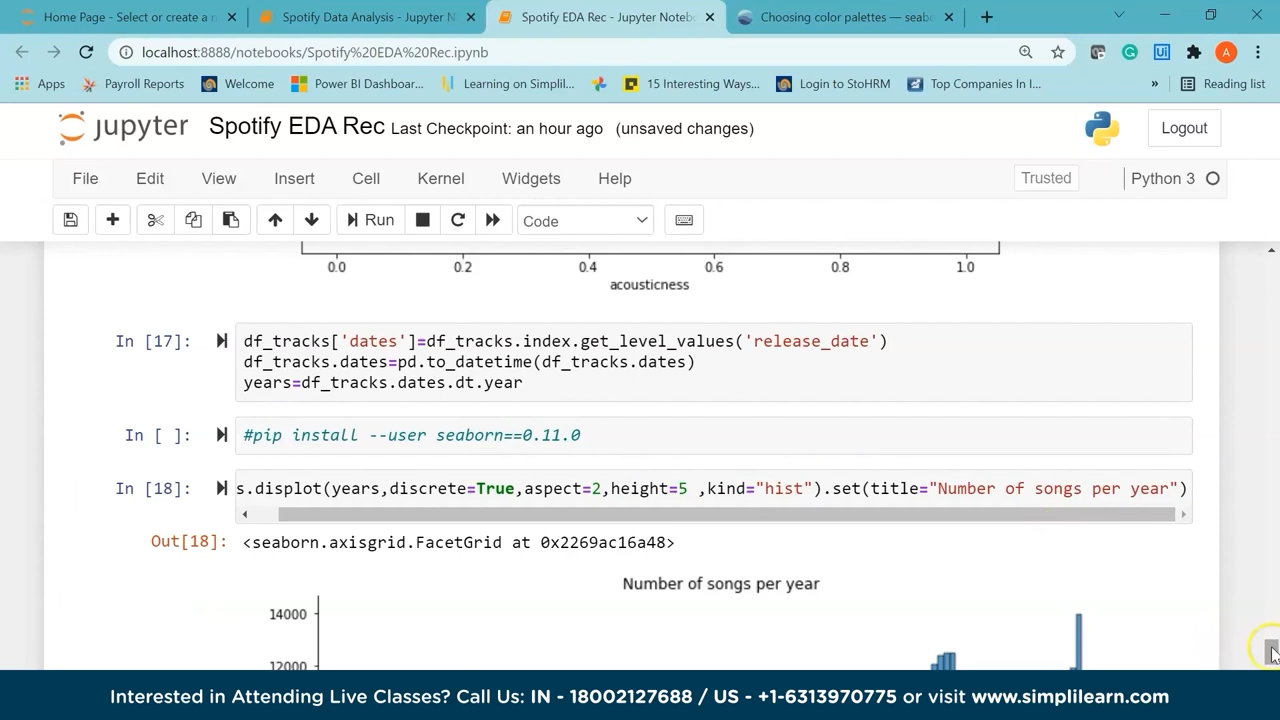 Home Page - Select or create a n
Spotify Data Analysis - Jupyter N
Spotify EDA Rec - Jupyter Notebo
Choosing color palettes — seabo
localhost:8888/notebooks/Spotify%20EDA%20Rec.ipynb
A
Apps
Payroll Reports
Welcome
Power BI Dashboar...
Learning on Simplil...
15 Interesting Ways...
Login to StoHRM
Top Companies In I...
»
Reading list
jupyter
Spotify EDA Rec Last Checkpoint: an hour ago (unsaved changes)
Logout
File
Edit
View
Insert
Cell
Kernel
Widgets
Help
Trusted
Python 3
Run
Code
0.0 0.2 0.4 0.6 0.8 1.0
acousticness
In [17]:
df_tracks['dates']=df_tracks.index.get_level_values('release_date')
df_tracks.dates=pd.to_datetime(df_tracks.dates)
years=df_tracks.dates.dt.year
In [ ]:
#pip install --user seaborn==0.11.0
In [18]:
s.displot(years,discrete=True,aspect=2,height=5 ,kind="hist").set(title="Number of songs per year")
Out[18]:
<seaborn.axisgrid.FacetGrid at 0x2269ac16a48>
Number of songs per year
14000
12000
Interested in Attending Live Classes? Call Us: IN - 18002127688 / US - +1-6313970775 or visit www.simplilearn.com